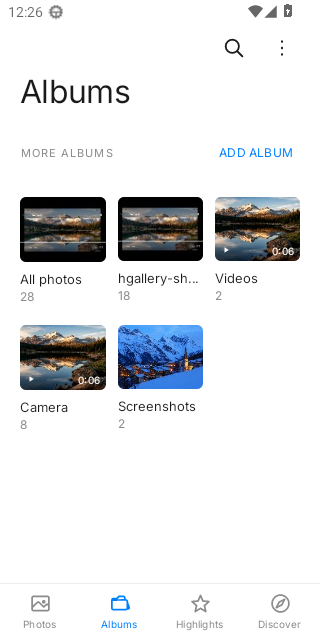 12:26
Albums
MORE ALBUMS
ADD ALBUM
0:06
All photos
hgallery-sh...
Videos
28
18
2
0:06
Camera
Screenshots
8
2
Photos
Albums
Highlights
Discover